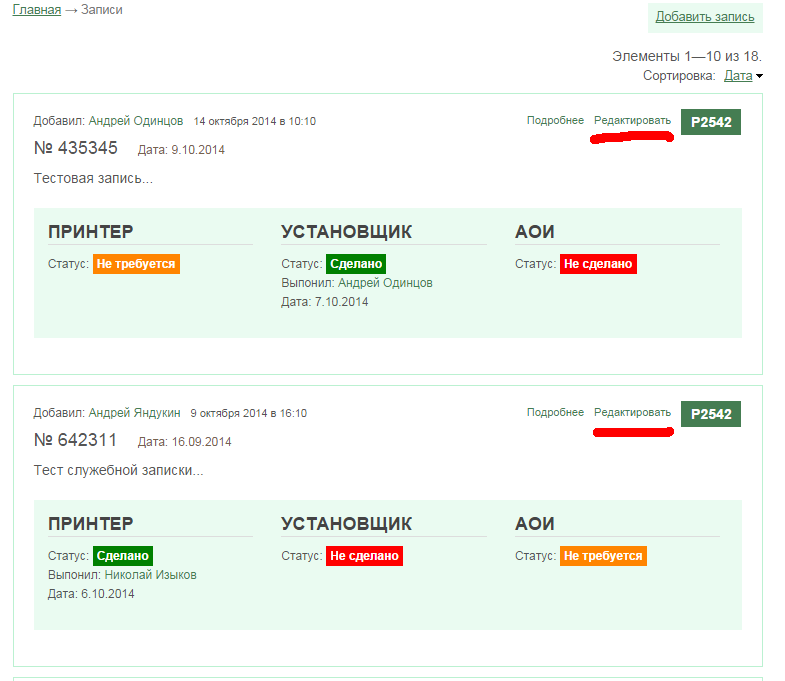 Главная → Записи
Добавить запись
Элементы 1—10 из 18.
Сортировка: Дата
Добавил: Андрей Одинцов 14 октября 2014 в 10:10 Подробнее Редактировать P2542
№ 435345 Дата: 9.10.2014
Тестовая запись...
ПРИНТЕР УСТАНОВЩИК АОИ
Статус: Не требуется Статус: Сделано Статус: Не сделано
Выпонил: Андрей Одинцов
Дата: 7.10.2014
Добавил: Андрей Яндукин 9 октября 2014 в 16:10 Подробнее Редактировать P2542
№ 642311 Дата: 16.09.2014
Тест служебной записки...
ПРИНТЕР УСТАНОВЩИК АОИ
Статус: Сделано Статус: Не сделано Статус: Не требуется
Выпонил: Николай Изыков
Дата: 6.10.2014